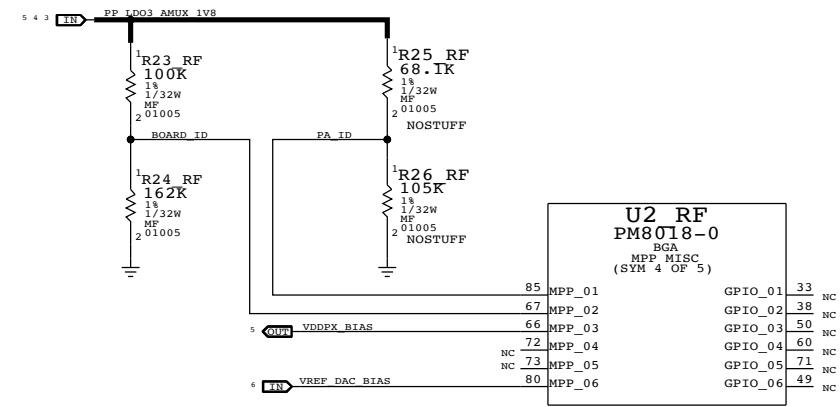 5 4 3 IN PP_LDO3_AMUX_1V8
1 R23_RF
100K
1%
1/32W
MF
2 01005
1 R25_RF
68.1K
1%
1/32W
MF
2 01005
NOSTUFF
BOARD_ID
PA_ID
1 R24_RF
162K
1%
1/32W
MF
2 01005
1 R26_RF
105K
1%
1/32W
MF
2 01005
NOSTUFF
U2_RF
PM8018-0
BGA
MPP MISC
(SYM 4 OF 5)
85 MPP_01 GPIO_01 33 NC
67 MPP_02 GPIO_02 38 NC
5 OUT VDDPX_BIAS 66 MPP_03 GPIO_03 50 NC
NC 72 MPP_04 GPIO_04 60 NC
NC 73 MPP_05 GPIO_05 71 NC
6 IN VREF_DAC_BIAS 80 MPP_06 GPIO_06 49 NC